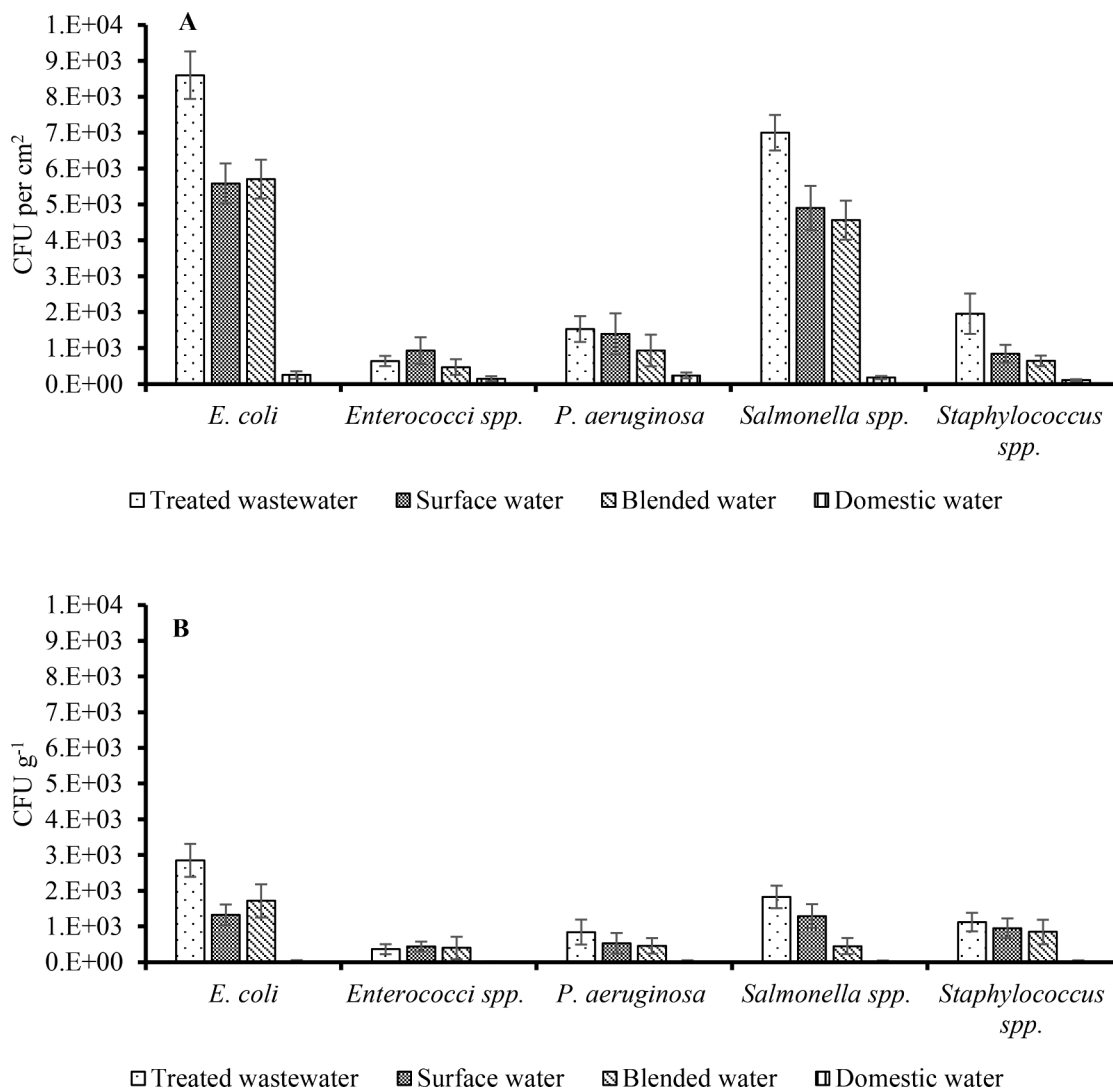 A
CFU per cm²
1.E+04
9.E+03
8.E+03
7.E+03
6.E+03
5.E+03
4.E+03
3.E+03
2.E+03
1.E+03
0.E+00
E. coli Enterococci spp. P. aeruginosa Salmonella spp. Staphylococcus
spp.
Treated wastewater Surface water Blended water Domestic water
B
CFU g⁻¹
1.E+04
9.E+03
8.E+03
7.E+03
6.E+03
5.E+03
4.E+03
3.E+03
2.E+03
1.E+03
0.E+00
E. coli Enterococci spp. P. aeruginosa Salmonella spp. Staphylococcus
spp.
Treated wastewater Surface water Blended water Domestic water